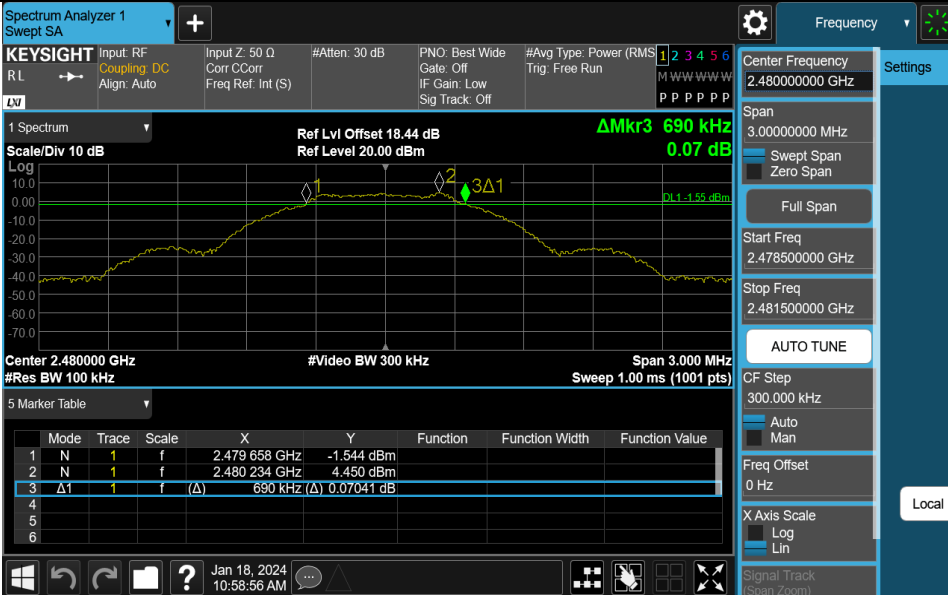 Spectrum Analyzer 1
Swept SA
Frequency
KEYSIGHT
RL
LXI
Input: RF
Coupling: DC
Align: Auto
Input Z: 50 Ω
Corr CCorr
Freq Ref: Int (S)
#Atten: 30 dB
PNO: Best Wide
Gate: Off
IF Gain: Low
Sig Track: Off
#Avg Type: Power (RMS
Trig: Free Run
1 2 3 4 5 6
M W W W W W
P P P P P P
Center Frequency
2.480000000 GHz
Settings
1 Spectrum
Scale/Div 10 dB
Ref Lvl Offset 18.44 dB
Ref Level 20.00 dBm
ΔMkr3 690 kHz
0.07 dB
Log
10.0
0.00
-10.0
-20.0
-30.0
-40.0
-50.0
-60.0
-70.0
1
2
3Δ1
DL1 -1.55 dBm
Center 2.480000 GHz
#Res BW 100 kHz
#Video BW 300 kHz
Span 3.000 MHz
Sweep 1.00 ms (1001 pts)
Span
3.00000000 MHz
Swept Span
Zero Span
Full Span
Start Freq
2.478500000 GHz
Stop Freq
2.481500000 GHz
AUTO TUNE
CF Step
300.000 kHz
Auto
Man
Freq Offset
0 Hz
X Axis Scale
Log
Lin
Signal Track
(Span Zoom)
Local
5 Marker Table
Mode Trace Scale X Y Function Function Width Function Value
1 N 1 f 2.479 658 GHz -1.544 dBm
2 N 1 f 2.480 234 GHz 4.450 dBm
3 Δ1 1 f (Δ) 690 kHz (Δ) 0.07041 dB
4
5
6
?
Jan 18, 2024
10:58:56 AM